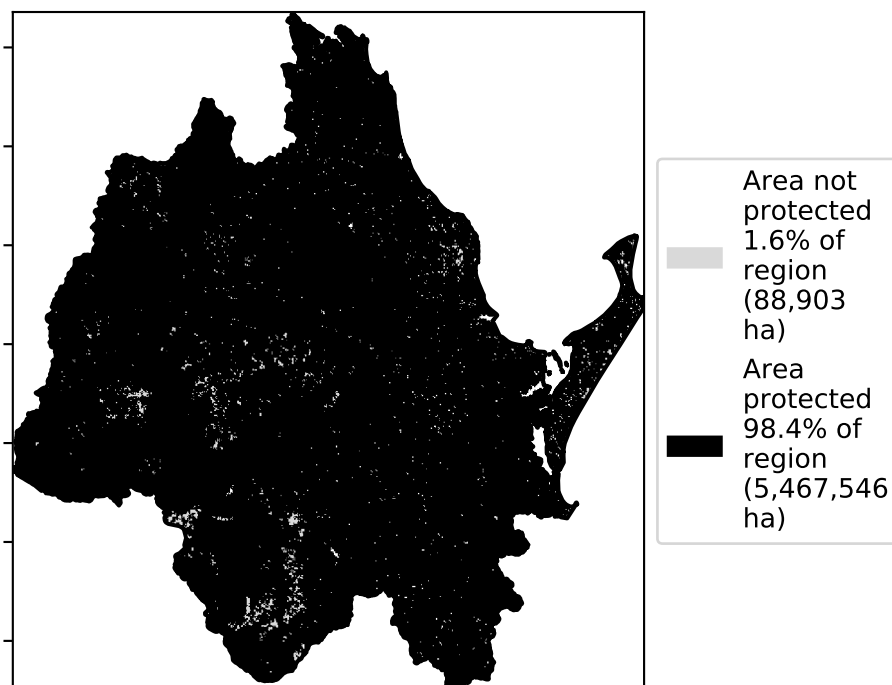 Area not
protected
1.6% of
region
(88,903
ha)
Area
protected
98.4% of
region
(5,467,546
ha)